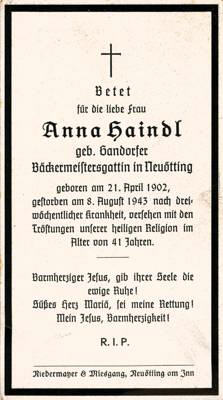 Betet
für die liebe Frau
Anna Haindl
geb. Gandorfer
Bäckermeistersgattin in Neuötting
geboren am 21. April 1902,
gestorben am 8. August 1943 nach drei-
wöchentlicher Krankheit, versehen mit den
Tröstungen unserer heiligen Religion im
Alter von 41 Jahren.
Barmherziger Jesus, gib ihrer Seele die
ewige Ruhe!
Süßes Herz Mariä, sei meine Rettung!
Mein Jesus, Barmherzigkeit!
R. I. P.
Niedermayer & Miesgang, Neuötting am Inn